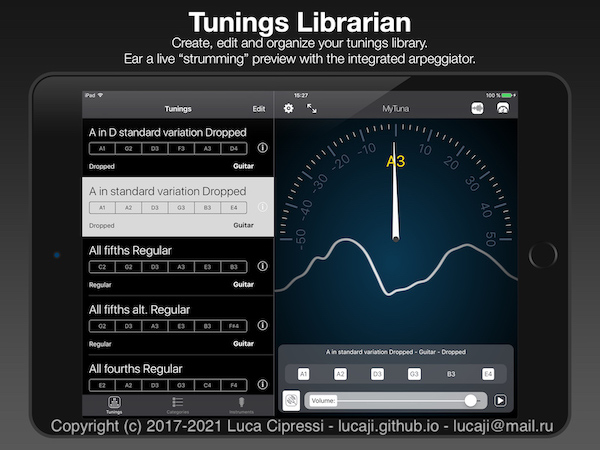 Tunings Librarian
Create, edit and organize your tunings library.
Ear a live “strumming” preview with the integrated arpeggiator.
iPad
15:27
100 %
Tunings
Edit
MyTuna
A in D standard variation Dropped
A1 G2 D3 F3 A3 D4
Dropped Guitar
A in standard variation Dropped
A1 A2 D3 G3 B3 E4
Dropped Guitar
All fifths Regular
C2 G2 D3 A3 E3 B3
Regular Guitar
All fifths alt. Regular
G2 D3 A3 E3 B3 F#4
Regular Guitar
All fourths Regular
E2 A2 D3 G3 C4 F4
Tunings Categories Instruments
-50 -40 -30 -20 -10 0 10 20 30 40 50
A3
A in standard variation Dropped - Guitar - Dropped
A1 A2 D3 G3 B3 E4
Volume:
Copyright (c) 2017-2021 Luca Cipressi - lucaji.github.io - lucaji@mail.ru